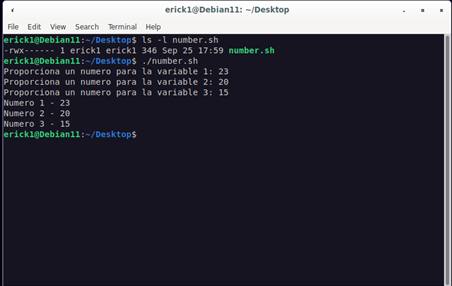 erick1@Debian11: ~/Desktop
File Edit View Search Terminal Help
erick1@Debian11:~/Desktop$ ls -l number.sh
-rwx------ 1 erick1 erick1 346 Sep 25 17:59 number.sh
erick1@Debian11:~/Desktop$ ./number.sh
Proporciona un numero para la variable 1: 23
Proporciona un numero para la variable 2: 20
Proporciona un numero para la variable 3: 15
Numero 1 - 23
Numero 2 - 20
Numero 3 - 15
erick1@Debian11:~/Desktop$